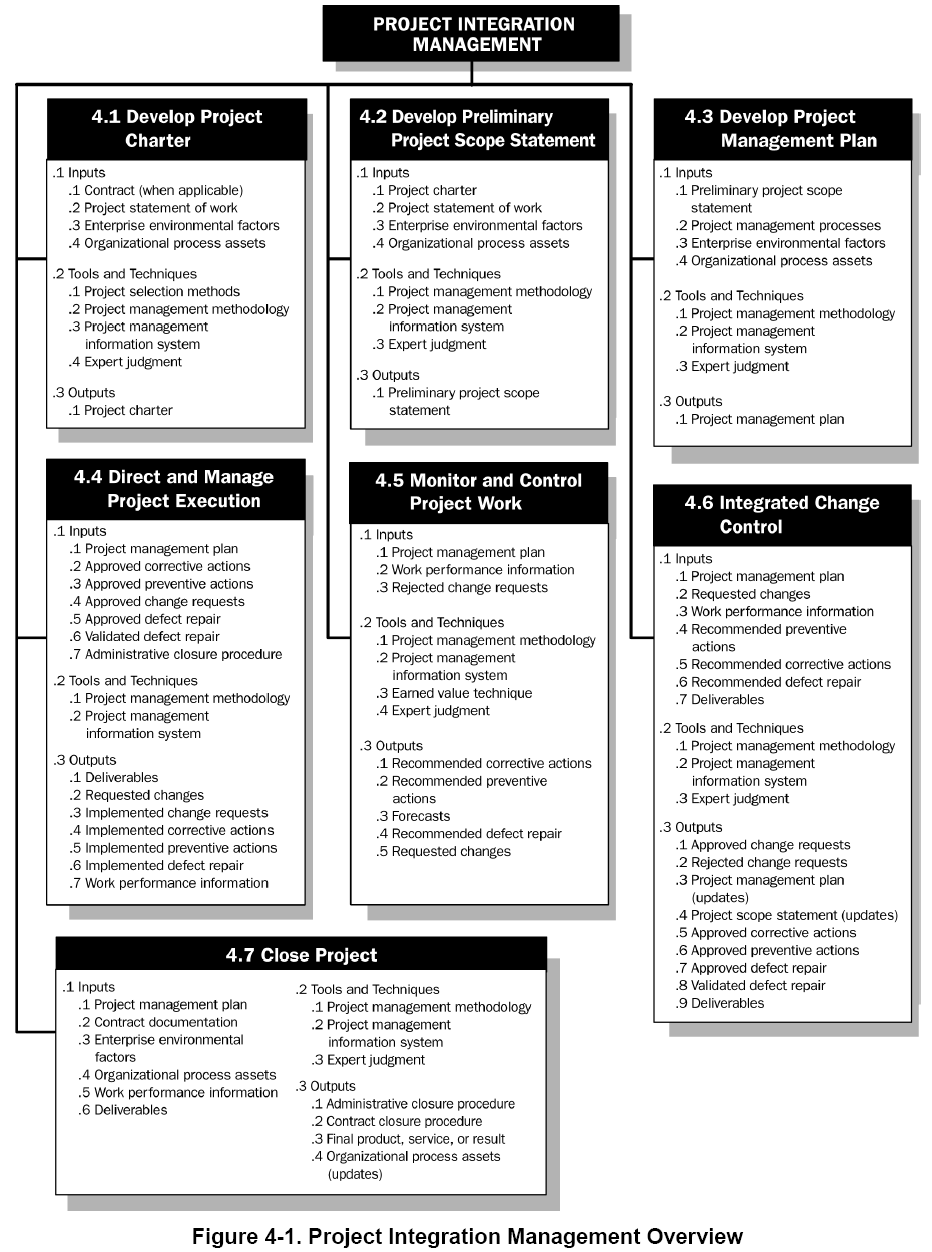 PROJECT INTEGRATION
MANAGEMENT
4.1 Develop Project
Charter
.1 Inputs
.1 Contract (when applicable)
.2 Project statement of work
.3 Enterprise environmental factors
.4 Organizational process assets
.2 Tools and Techniques
.1 Project selection methods
.2 Project management methodology
.3 Project management
information system
.4 Expert judgment
.3 Outputs
.1 Project charter
4.2 Develop Preliminary
Project Scope Statement
.1 Inputs
.1 Project charter
.2 Project statement of work
.3 Enterprise environmental factors
.4 Organizational process assets
.2 Tools and Techniques
.1 Project management methodology
.2 Project management
information system
.3 Expert judgment
.3 Outputs
.1 Preliminary project scope
statement
4.3 Develop Project
Management Plan
.1 Inputs
.1 Preliminary project scope
statement
.2 Project management processes
.3 Enterprise environmental factors
.4 Organizational process assets
.2 Tools and Techniques
.1 Project management methodology
.2 Project management
information system
.3 Expert judgment
.3 Outputs
.1 Project management plan
4.4 Direct and Manage
Project Execution
.1 Inputs
.1 Project management plan
.2 Approved corrective actions
.3 Approved preventive actions
.4 Approved change requests
.5 Approved defect repair
.6 Validated defect repair
.7 Administrative closure procedure
.2 Tools and Techniques
.1 Project management methodology
.2 Project management
information system
.3 Outputs
.1 Deliverables
.2 Requested changes
.3 Implemented change requests
.4 Implemented corrective actions
.5 Implemented preventive actions
.6 Implemented defect repair
.7 Work performance information
4.5 Monitor and Control
Project Work
.1 Inputs
.1 Project management plan
.2 Work performance information
.3 Rejected change requests
.2 Tools and Techniques
.1 Project management methodology
.2 Project management
information system
.3 Earned value technique
.4 Expert judgment
.3 Outputs
.1 Recommended corrective actions
.2 Recommended preventive
actions
.3 Forecasts
.4 Recommended defect repair
.5 Requested changes
4.6 Integrated Change
Control
.1 Inputs
.1 Project management plan
.2 Requested changes
.3 Work performance information
.4 Recommended preventive
actions
.5 Recommended corrective actions
.6 Recommended defect repair
.7 Deliverables
.2 Tools and Techniques
.1 Project management methodology
.2 Project management
information system
.3 Expert judgment
.3 Outputs
.1 Approved change requests
.2 Rejected change requests
.3 Project management plan
(updates)
.4 Project scope statement (updates)
.5 Approved corrective actions
.6 Approved preventive actions
.7 Approved defect repair
.8 Validated defect repair
.9 Deliverables
4.7 Close Project
.1 Inputs
.1 Project management plan
.2 Contract documentation
.3 Enterprise environmental
factors
.4 Organizational process assets
.5 Work performance information
.6 Deliverables
.2 Tools and Techniques
.1 Project management methodology
.2 Project management
information system
.3 Expert judgment
.3 Outputs
.1 Administrative closure procedure
.2 Contract closure procedure
.3 Final product, service, or result
.4 Organizational process assets
(updates)
Figure 4-1. Project Integration Management Overview